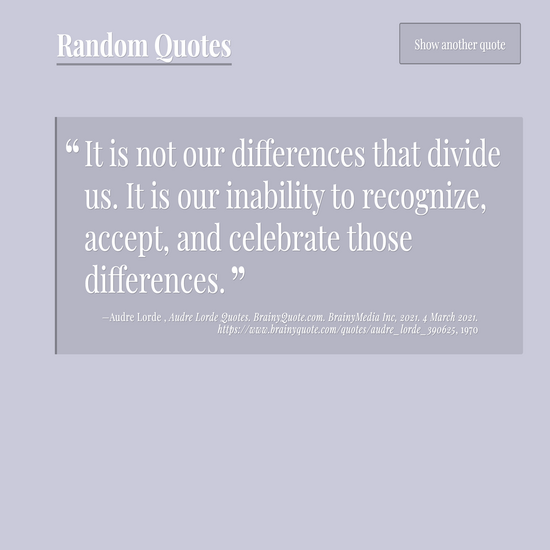 Random Quotes
Show another quote
“ It is not our differences that divide
us. It is our inability to recognize,
accept, and celebrate those
differences. ”
—Audre Lorde , Audre Lorde Quotes. BrainyQuote.com. BrainyMedia Inc, 2021. 4 March 2021.
https://www.brainyquote.com/quotes/audre_lorde_390625, 1970